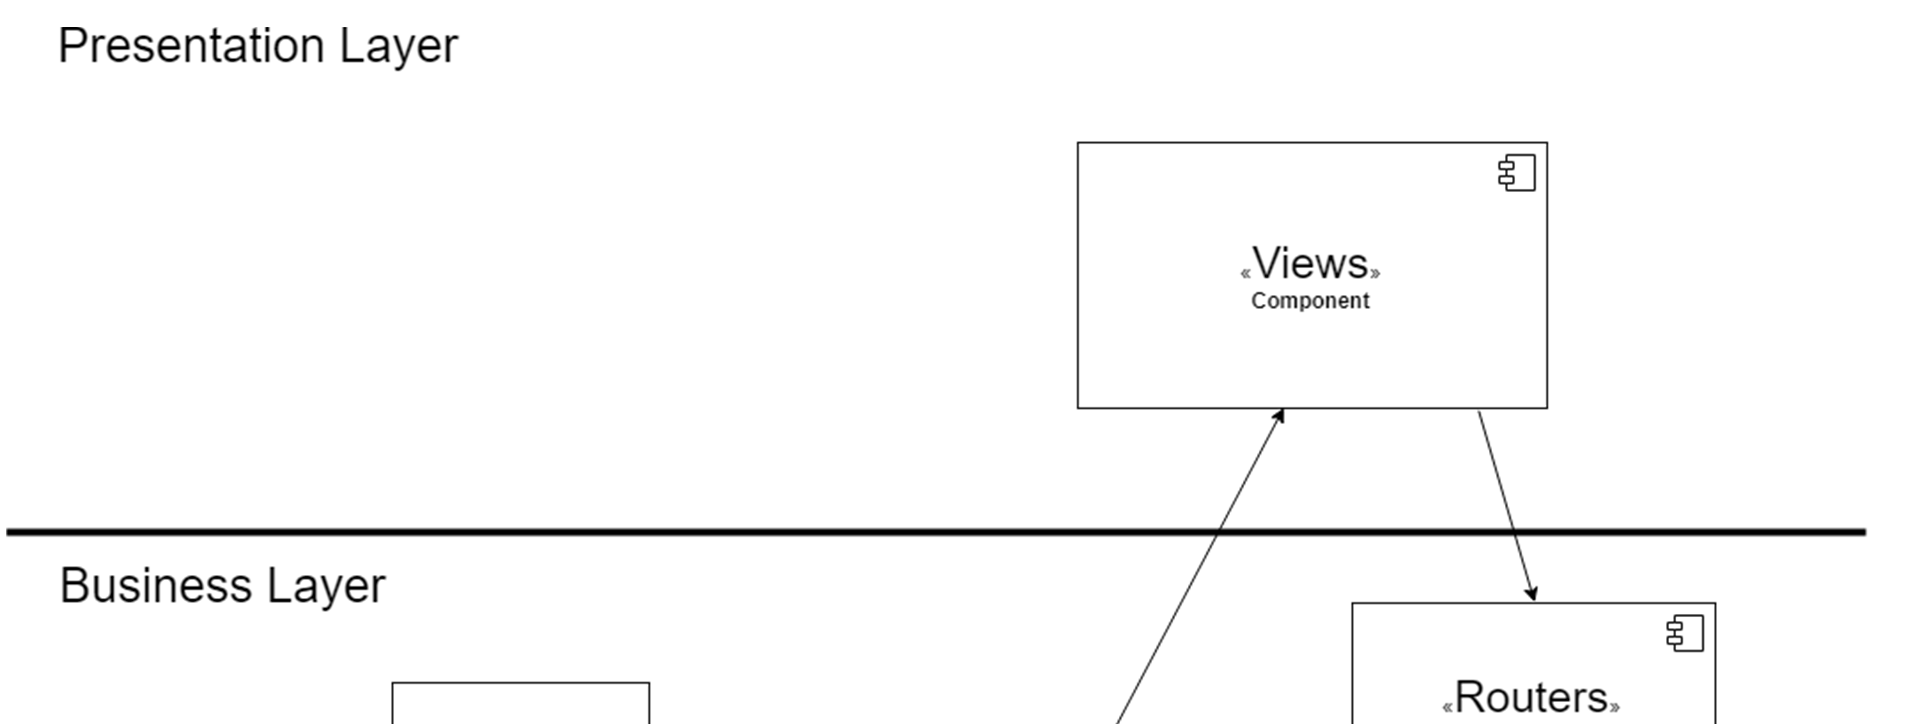 Presentation Layer
«Views»
Component
Business Layer
«Routers»